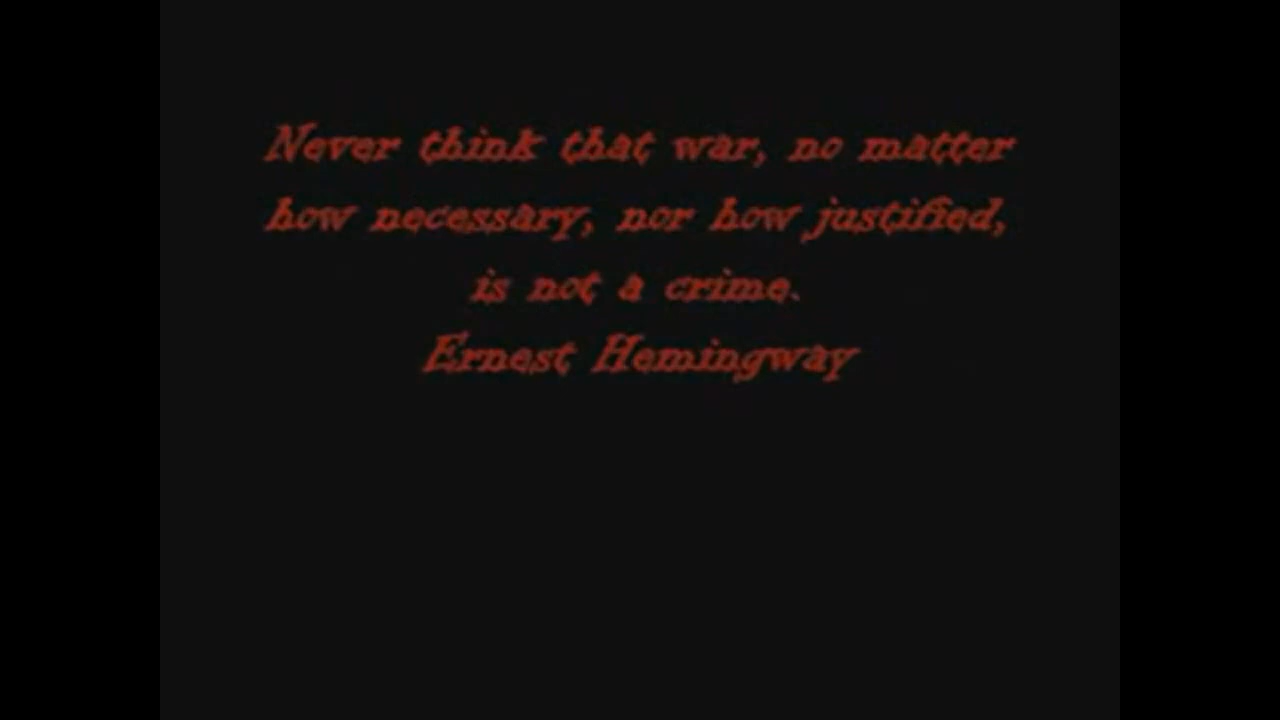 Never think that war, no matter
how necessary, nor how justified,
is not a crime.
Ernest Hemingway